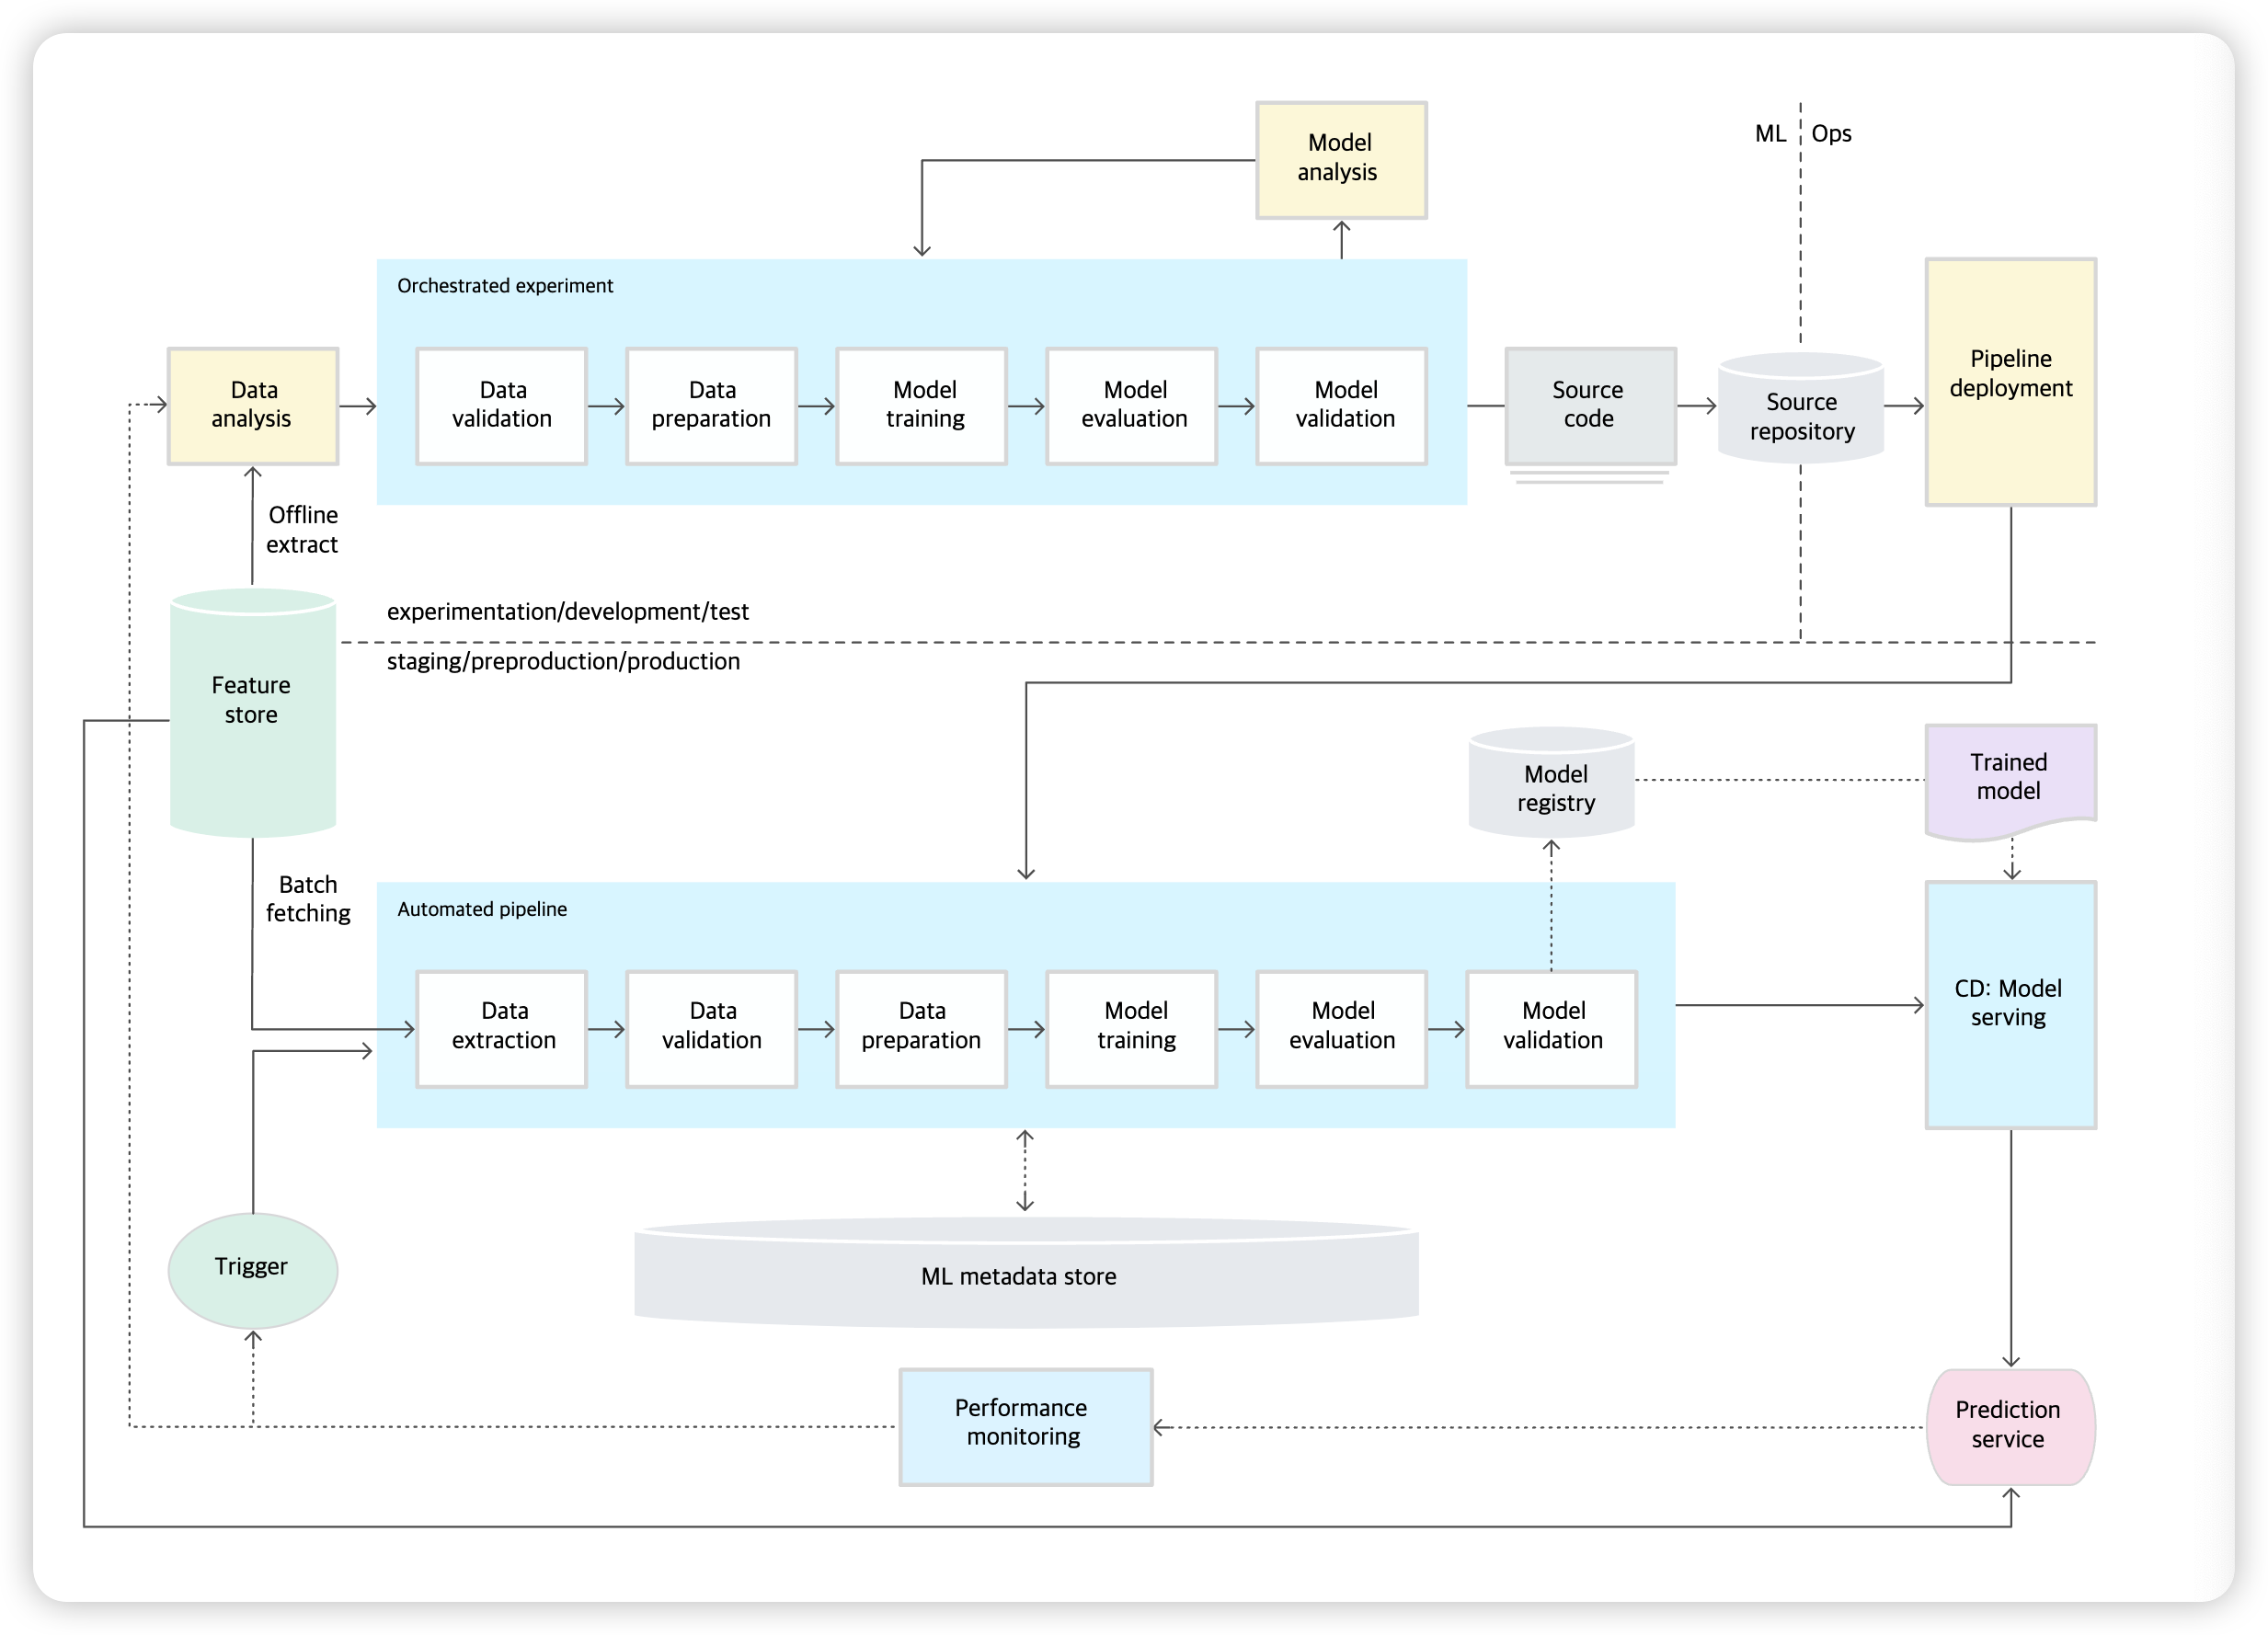 Model
analysis
ML
Ops
Orchestrated experiment
Data
analysis
Data
validation
Data
preparation
Model
training
Model
evaluation
Model
validation
Source
code
Source
repository
Pipeline
deployment
Offline
extract
experimentation/development/test
staging/preproduction/production
Feature
store
Model
registry
Trained
model
Batch
fetching
Automated pipeline
Data
extraction
Data
validation
Data
preparation
Model
training
Model
evaluation
Model
validation
CD: Model
serving
Trigger
ML metadata store
Performance
monitoring
Prediction
service